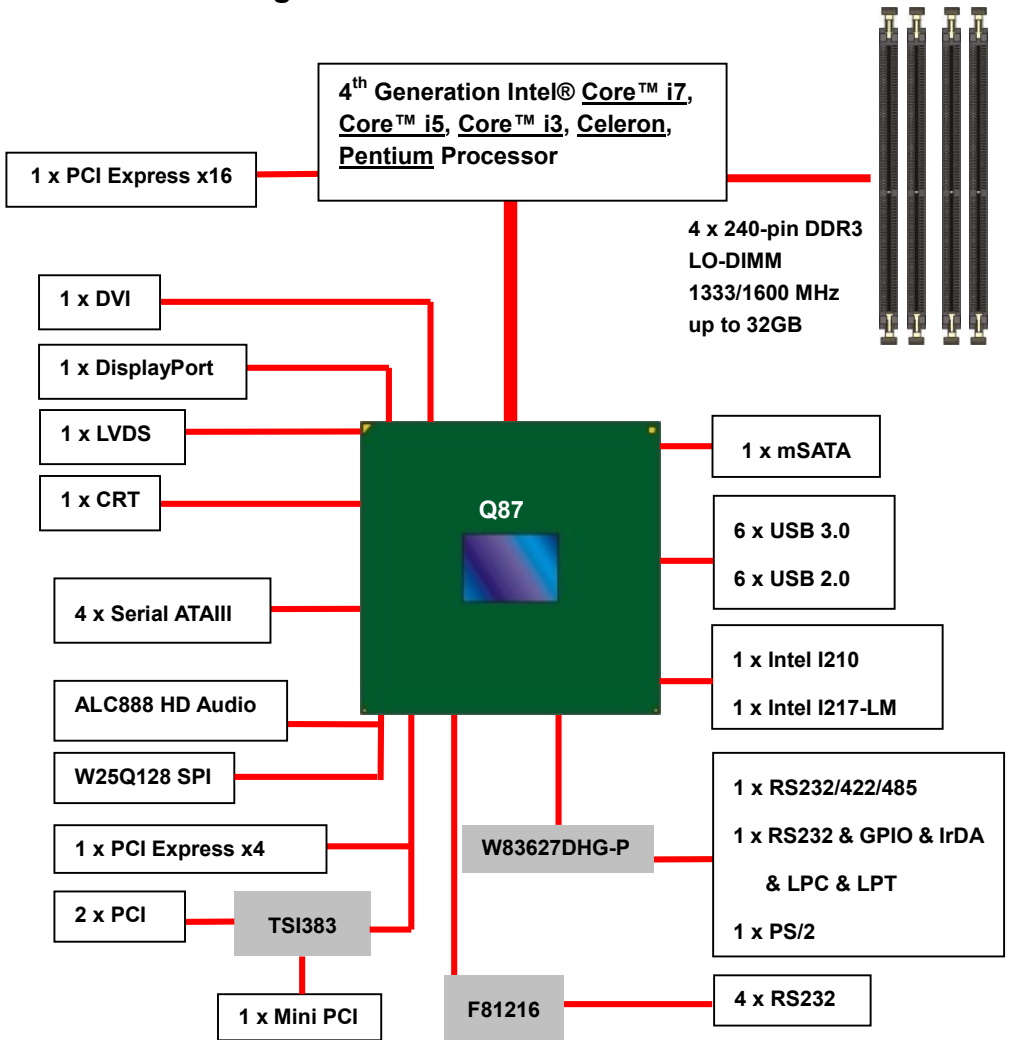 4th Generation Intel® Core™ i7,
Core™ i5, Core™ i3, Celeron,
Pentium Processor
1 x PCI Express x16
4 x 240-pin DDR3
LO-DIMM
1333/1600 MHz
up to 32GB
1 x DVI
1 x DisplayPort
1 x LVDS
1 x CRT
Q87
1 x mSATA
6 x USB 3.0
6 x USB 2.0
4 x Serial ATAIII
1 x Intel I210
1 x Intel I217-LM
ALC888 HD Audio
W25Q128 SPI
1 x PCI Express x4
2 x PCI
TSI383
1 x Mini PCI
W83627DHG-P
1 x RS232/422/485
1 x RS232 & GPIO & IrDA
& LPC & LPT
1 x PS/2
F81216
4 x RS232